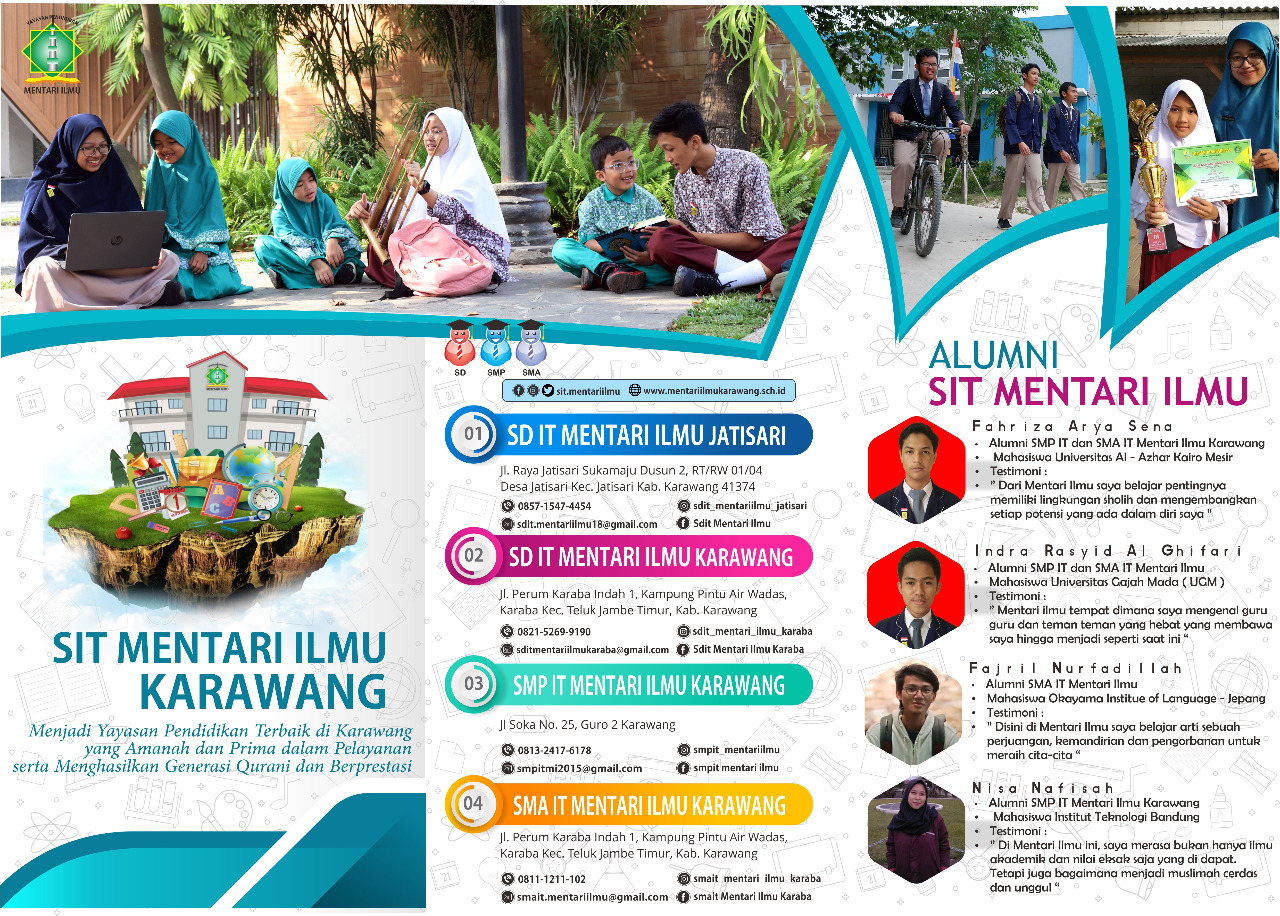 YAYASAN PENDIDIKAN
MENTARI ILMU
SD
SMP
SMA
sit.mentariilmu www.mentariilmukarawang.sch.id
SIT MENTARI ILMU
KARAWANG
Menjadi Yayasan Pendidikan Terbaik di Karawang
yang Amanah dan Prima dalam Pelayanan
serta Menghasilkan Generasi Qurani dan Berprestasi
01 SD IT MENTARI ILMU JATISARI
Jl. Raya Jatisari Sukamaju Dusun 2, RT/RW 01/04
Desa Jatisari Kec. Jatisari Kab. Karawang 41374
0857-1547-4454 sdit_mentariilmu_jatisari
sdit.mentariilmu18@gmail.com Sdit Mentari Ilmu
02 SD IT MENTARI ILMU KARAWANG
Jl. Perum Karaba Indah 1, Kampung Pintu Air Wadas,
Karaba Kec. Teluk Jambe Timur, Kab. Karawang
0821-5269-9190 sdit_mentari_ilmu_karaba
sditmentariilmukaraba@gmail.com Sdit Mentari Ilmu Karaba
03 SMP IT MENTARI ILMU KARAWANG
Jl Soka No. 25, Guro 2 Karawang
0813-2417-6178 smpit_mentariilmu
smpitmi2015@gmail.com smpit mentari ilmu
04 SMA IT MENTARI ILMU KARAWANG
Jl. Perum Karaba Indah 1, Kampung Pintu Air Wadas,
Karaba Kec. Teluk Jambe Timur, Kab. Karawang
0811-1211-102 smait_mentari_ilmu_karaba
smait.mentariilmu@gmail.com smait Mentari Ilmu Karaba
ALUMNI
SIT MENTARI ILMU
Fahriza Arya Sena
• Alumni SMP IT dan SMA IT Mentari Ilmu Karawang
• Mahasiswa Universitas Al - Azhar Kairo Mesir
• Testimoni :
• " Dari Mentari Ilmu saya belajar pentingnya
memiliki lingkungan sholih dan mengembangkan
setiap potensi yang ada dalam diri saya "
Indra Rasyid Al Ghifari
• Alumni SMP IT dan SMA IT Mentari Ilmu
• Mahasiswa Universitas Gajah Mada ( UGM )
• Testimoni :
• " Mentari ilmu tempat dimana saya mengenal guru
guru dan teman teman yang hebat yang membawa
saya hingga menjadi seperti saat ini "
Fajril Nurfadillah
• Alumni SMA IT Mentari Ilmu
• Mahasiswa Okayama Institue of Language - Jepang
• Testimoni :
• " Disini di Mentari Ilmu saya belajar arti sebuah
perjuangan, kemandirian dan pengorbanan untuk
meraih cita-cita "
Nisa Nafisah
• Alumni SMP IT Mentari Ilmu Karawang
• Mahasiswa Institut Teknologi Bandung
• Testimoni :
• " Di Mentari Ilmu ini, saya merasa bukan hanya ilmu
akademik dan nilai eksak saja yang di dapat.
Tetapi juga bagaimana menjadi muslimah cerdas
dan unggul "